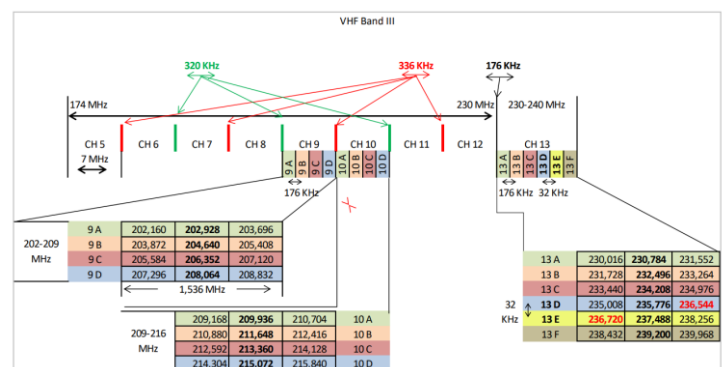 VHF Band III
320 KHz 336 KHz 176 KHz
174 MHz 230 MHz 230-240 MHz
CH 5 CH 6 CH 7 CH 8 CH 9 CH 10 CH 11 CH 12 CH 13
7 MHz 9 A 9 B 9 C 9 D 10 A 10 B 10 C 10 D 13 A 13 B 13 C 13 D 13 E 13 F
176 KHz 176 KHz 32 KHz
X
202-209 MHz
9 A 202,160 202,928 203,696
9 B 203,872 204,640 205,408
9 C 205,584 206,352 207,120
9 D 207,296 208,064 208,832
1,536 MHz
209-216 MHz
209,168 209,936 210,704 10 A
210,880 211,648 212,416 10 B
212,592 213,360 214,128 10 C
214,304 215,072 215,840 10 D
32 KHz
13 A 230,016 230,784 231,552
13 B 231,728 232,496 233,264
13 C 233,440 234,208 234,976
13 D 235,008 235,776 236,544
13 E 236,720 237,488 238,256
13 F 238,432 239,200 239,968